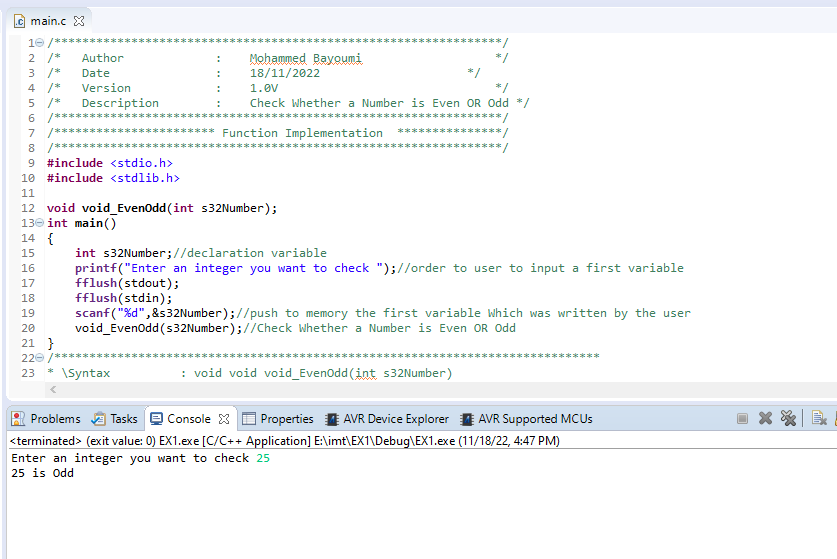 main.c
1 /****************************************************************/
2 /* Author : Mohammed Bayoumi */
3 /* Date : 18/11/2022 */
4 /* Version : 1.0V */
5 /* Description : Check Whether a Number is Even OR Odd */
6 /****************************************************************/
7 /*********************** Function Implementation ***************/
8 /****************************************************************/
9 #include <stdio.h>
10 #include <stdlib.h>
11
12 void void_EvenOdd(int s32Number);
13 int main()
14 {
15 int s32Number;//declaration variable
16 printf("Enter an integer you want to check ");//order to user to input a first variable
17 fflush(stdout);
18 fflush(stdin);
19 scanf("%d",&s32Number);//push to memory the first variable Which was written by the user
20 void_EvenOdd(s32Number);//Check Whether a Number is Even OR Odd
21 }
22 /******************************************************************************
23 * \Syntax : void void void_EvenOdd(int s32Number)
Problems Tasks Console Properties AVR Device Explorer AVR Supported MCUs
<terminated> (exit value: 0) EX1.exe [C/C++ Application] E:\imt\EX1\Debug\EX1.exe (11/18/22, 4:47 PM)
Enter an integer you want to check 25
25 is Odd